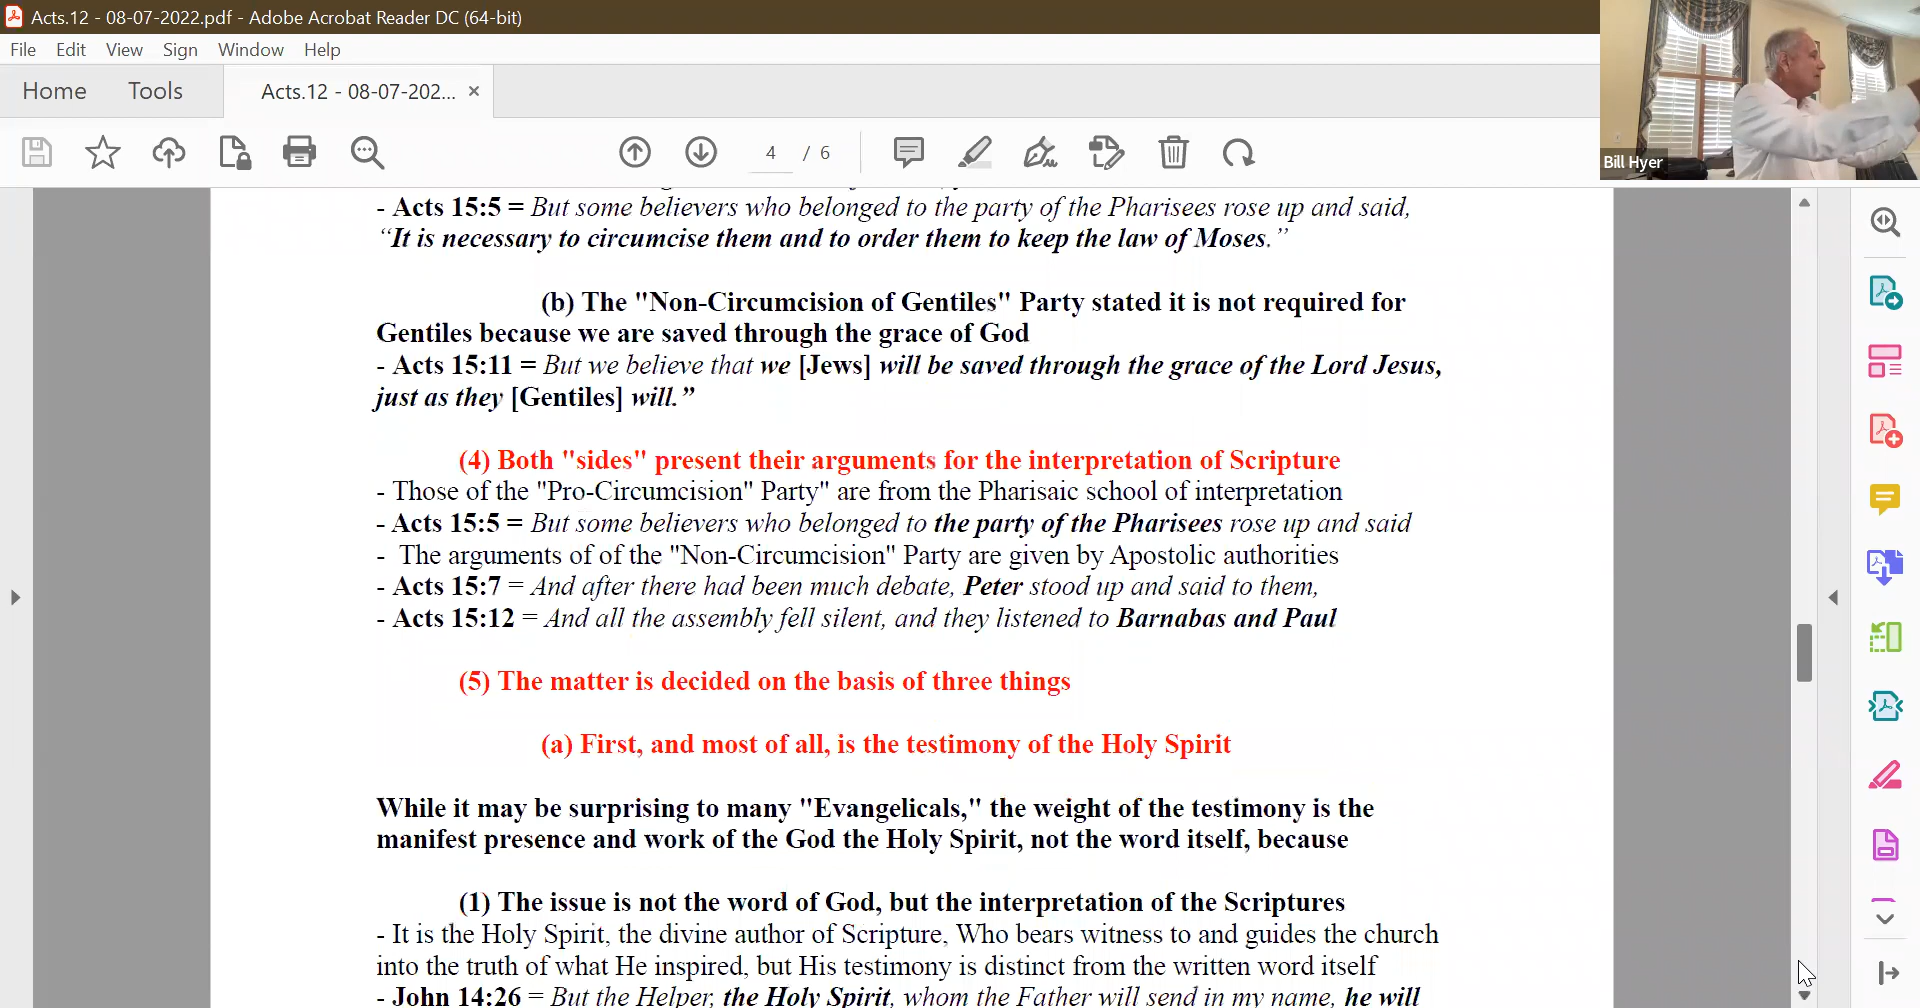 Acts.12 - 08-07-2022.pdf - Adobe Acrobat Reader DC (64-bit)
File Edit View Sign Window Help
Home Tools Acts.12 - 08-07-202... ×
4 / 6
Bill Hyer
- Acts 15:5 = But some believers who belonged to the party of the Pharisees rose up and said,
“It is necessary to circumcise them and to order them to keep the law of Moses.”
(b) The "Non-Circumcision of Gentiles" Party stated it is not required for
Gentiles because we are saved through the grace of God
- Acts 15:11 = But we believe that we [Jews] will be saved through the grace of the Lord Jesus,
just as they [Gentiles] will.”
(4) Both "sides" present their arguments for the interpretation of Scripture
- Those of the "Pro-Circumcision" Party" are from the Pharisaic school of interpretation
- Acts 15:5 = But some believers who belonged to the party of the Pharisees rose up and said
- The arguments of of the "Non-Circumcision" Party are given by Apostolic authorities
- Acts 15:7 = And after there had been much debate, Peter stood up and said to them,
- Acts 15:12 = And all the assembly fell silent, and they listened to Barnabas and Paul
(5) The matter is decided on the basis of three things
(a) First, and most of all, is the testimony of the Holy Spirit
While it may be surprising to many "Evangelicals," the weight of the testimony is the
manifest presence and work of the God the Holy Spirit, not the word itself, because
(1) The issue is not the word of God, but the interpretation of the Scriptures
- It is the Holy Spirit, the divine author of Scripture, Who bears witness to and guides the church
into the truth of what He inspired, but His testimony is distinct from the written word itself
- John 14:26 = But the Helper, the Holy Spirit, whom the Father will send in my name, he will